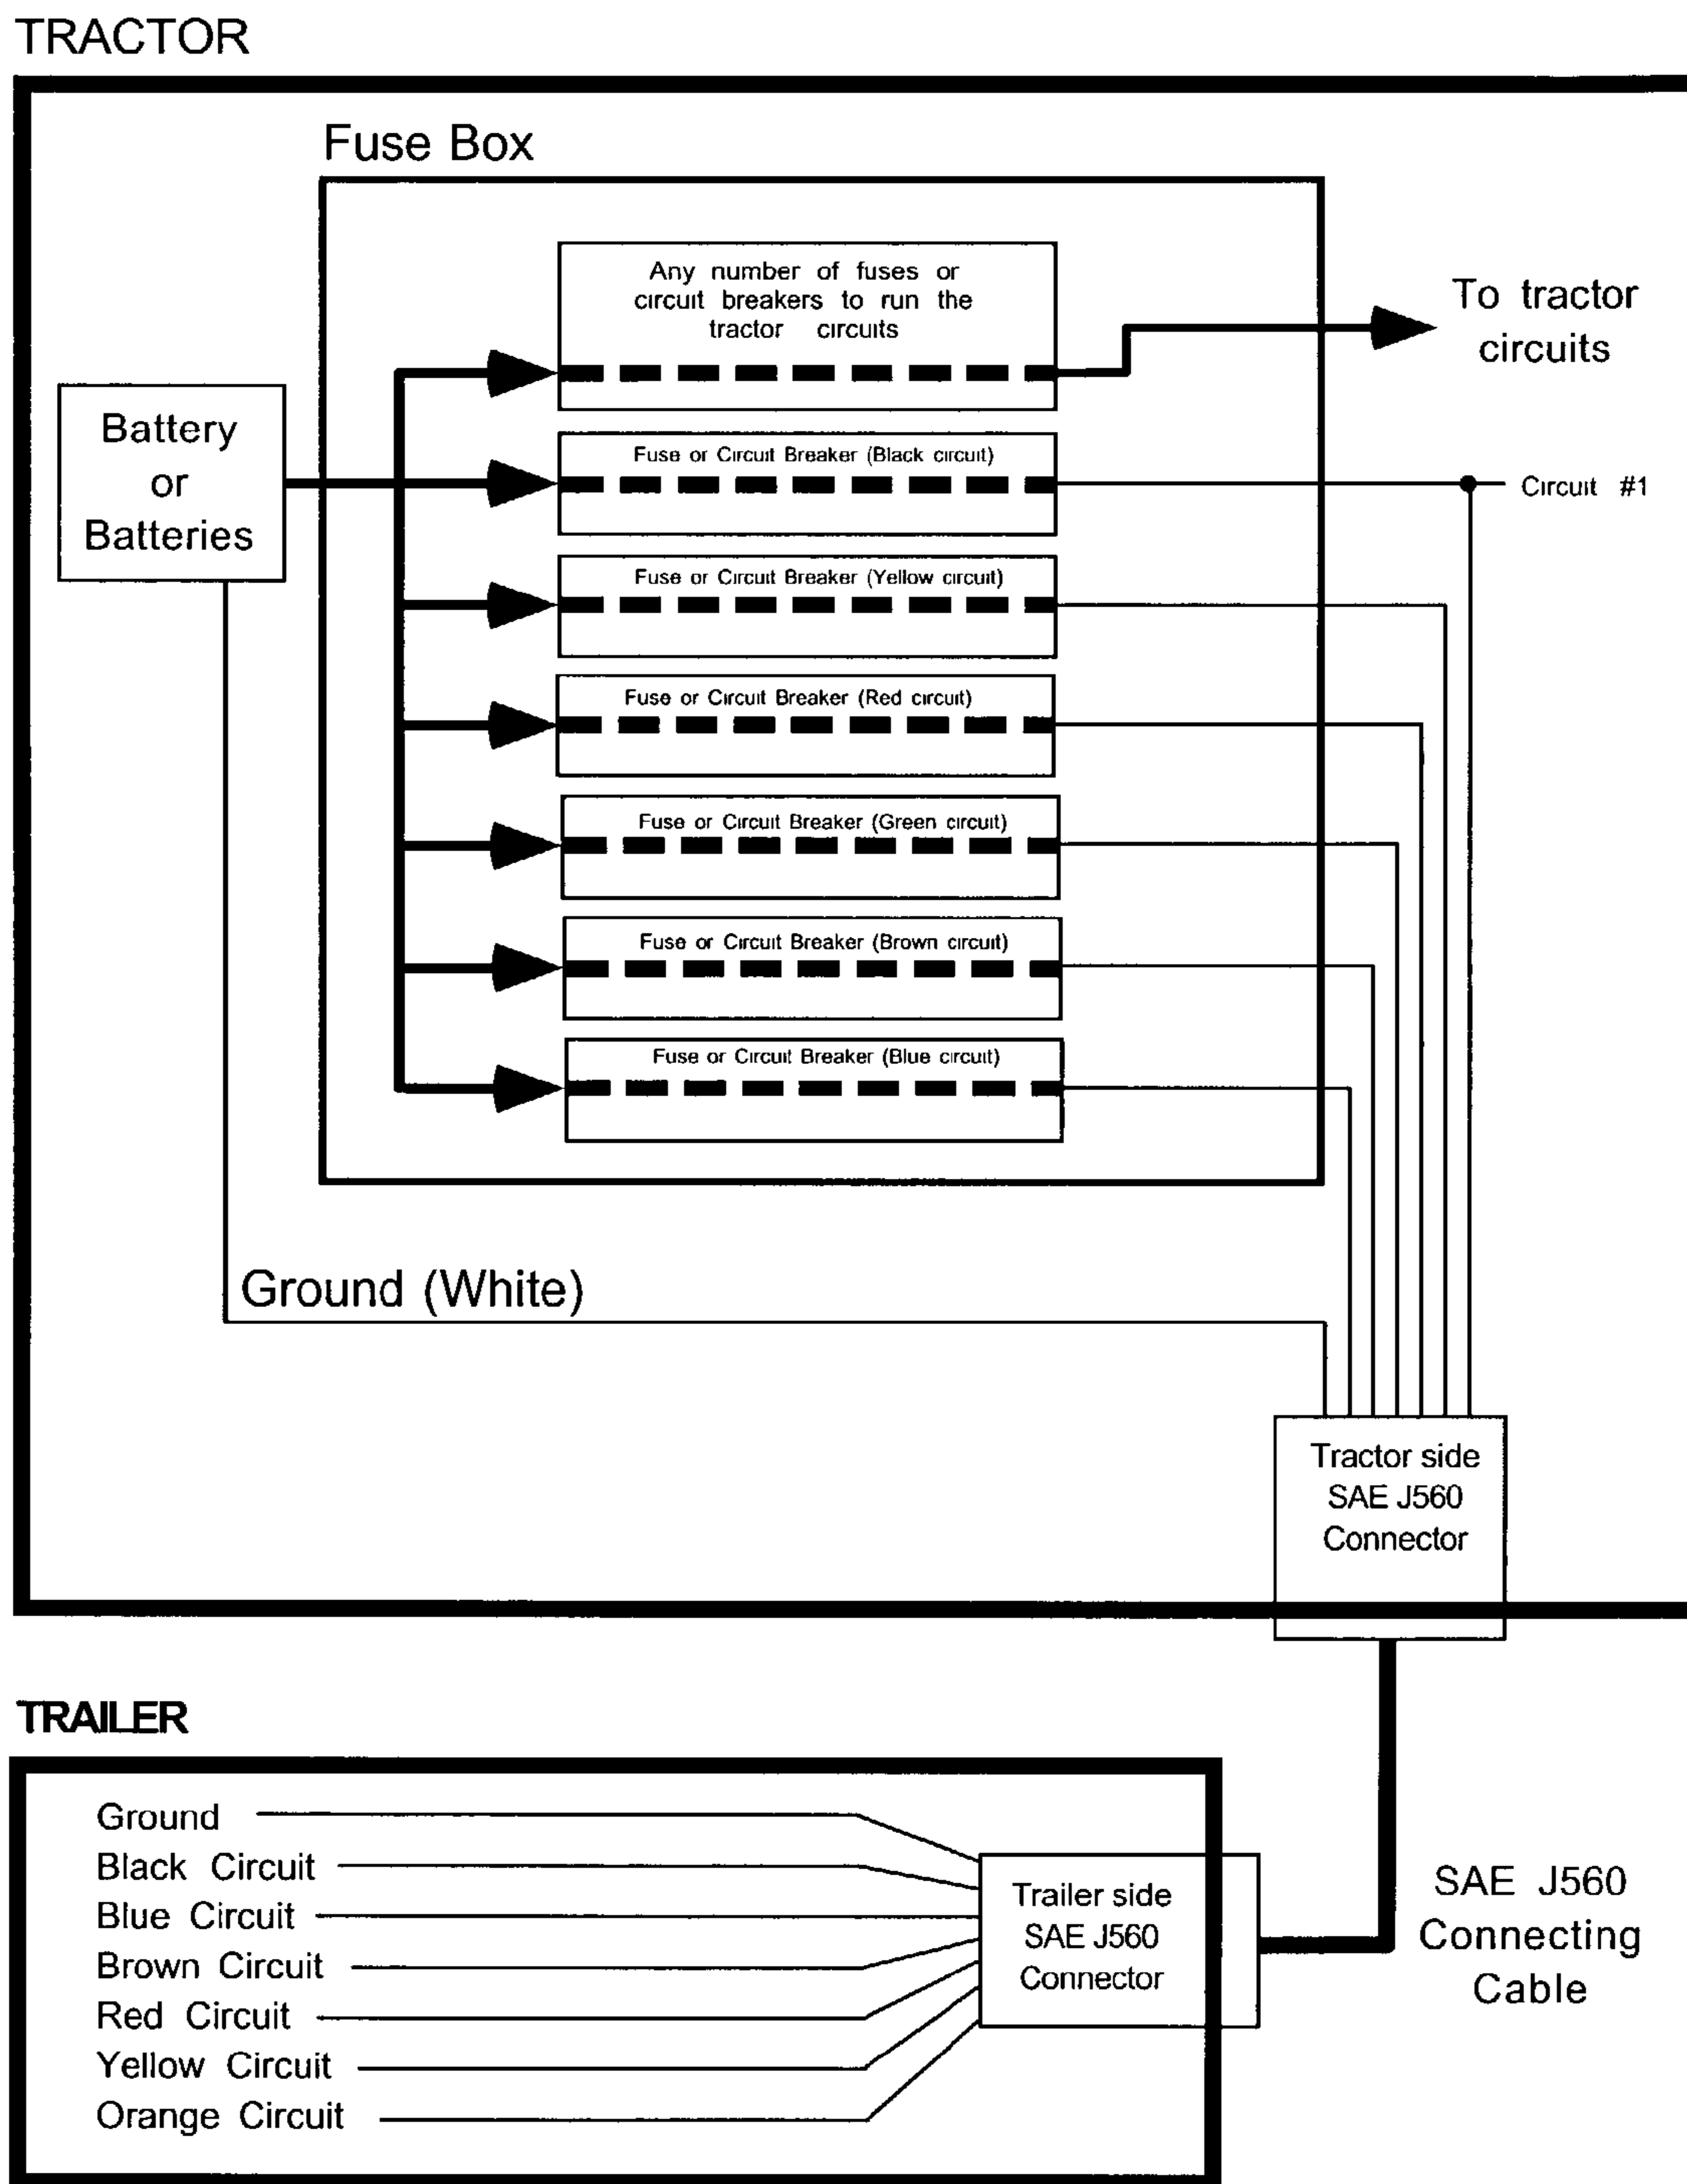 TRACTOR
Fuse Box
Any number of fuses or
circuit breakers to run the
tractor circuits
To tractor
circuits
Battery
or
Batteries
Fuse or Circuit Breaker (Black circuit)
Circuit #1
Fuse or Circuit Breaker (Yellow circuit)
Fuse or Circuit Breaker (Red circuit)
Fuse or Circuit Breaker (Green circuit)
Fuse or Circuit Breaker (Brown circuit)
Fuse or Circuit Breaker (Blue circuit)
Ground (White)
Tractor side
SAE J560
Connector
TRAILER
Ground
Black Circuit
Blue Circuit
Brown Circuit
Red Circuit
Yellow Circuit
Orange Circuit
Trailer side
SAE J560
Connector
SAE J560
Connecting
Cable